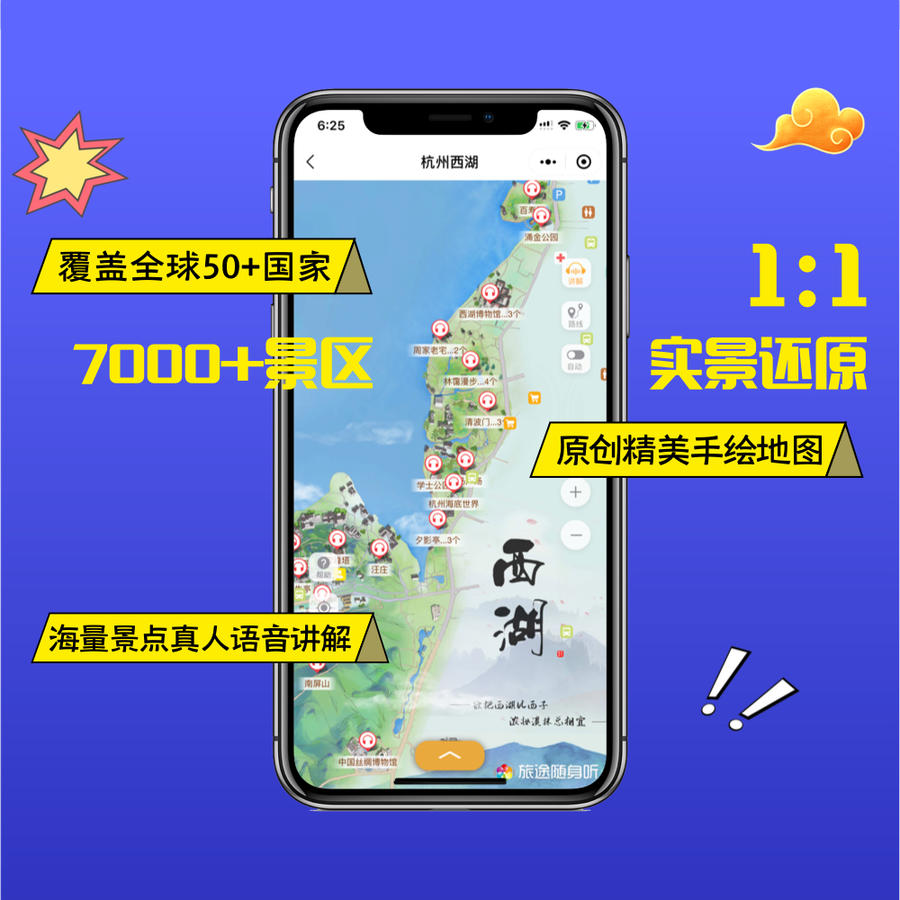 6:25
杭州西湖
百寿
P
涌金公园
覆盖全球50+国家
1:1
讲解
西湖博物馆...3个
路线
7000+景区
周家老宅...2个
实景还原
自动
林霭漫步...4个
清波门...3
原创精美手绘地图
学士公园
杭州海底世界
夕影亭...3个
西湖
汪庄
帮助
海量景点真人语音讲解
南屏山
欲把西湖比西子
淡妆浓抹总相宜
中国丝绸博物馆
旅途随身听